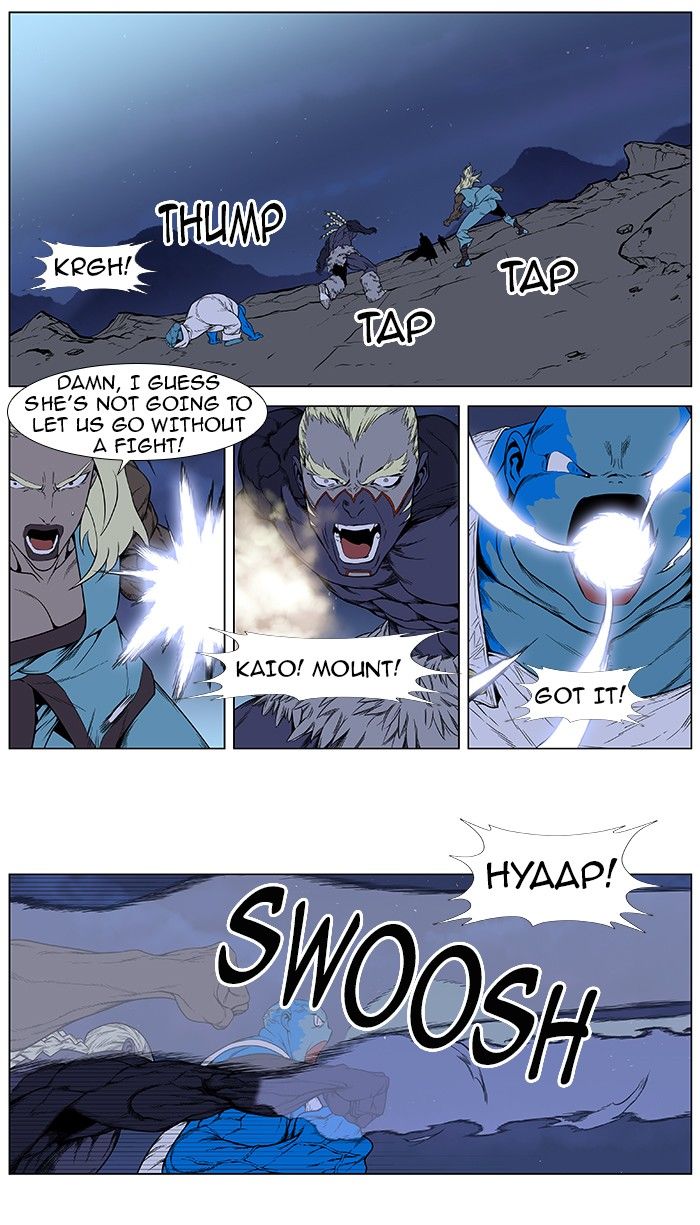 THUMP
KRGH!
TAP
TAP
DAMN, I GUESS
SHE'S NOT GOING TO
LET US GO WITHOUT
A FIGHT!
KAIO! MOUNT!
GOT IT!
HYAAP!
SWOOSH